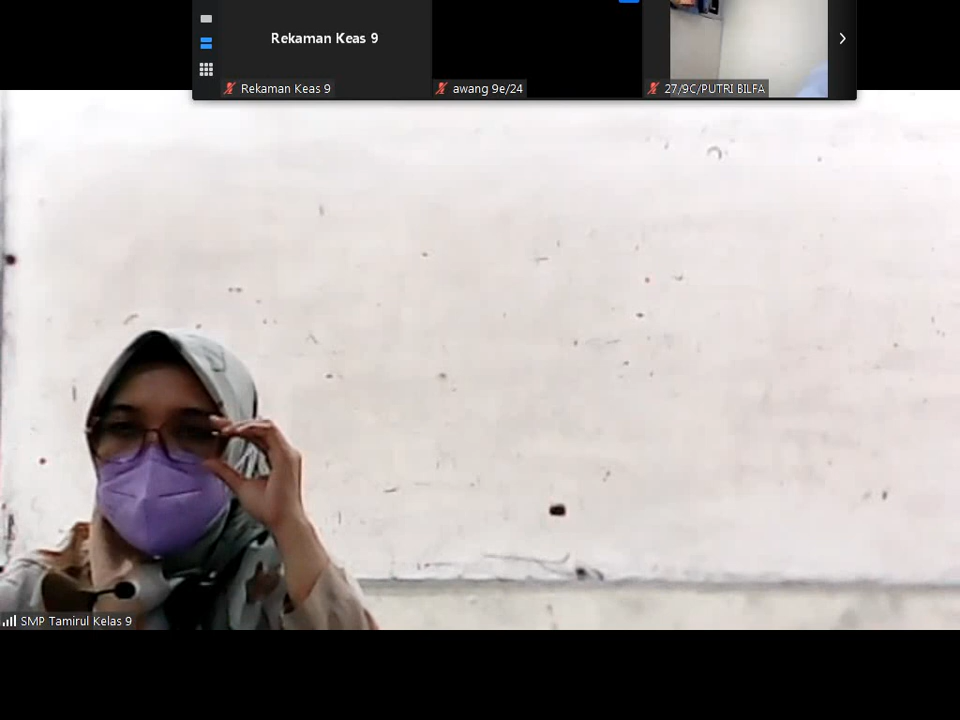 Rekaman Keas 9
Rekaman Keas 9
awang 9e/24
27/9C/PUTRI BILFA
SMP Tamirul Kelas 9